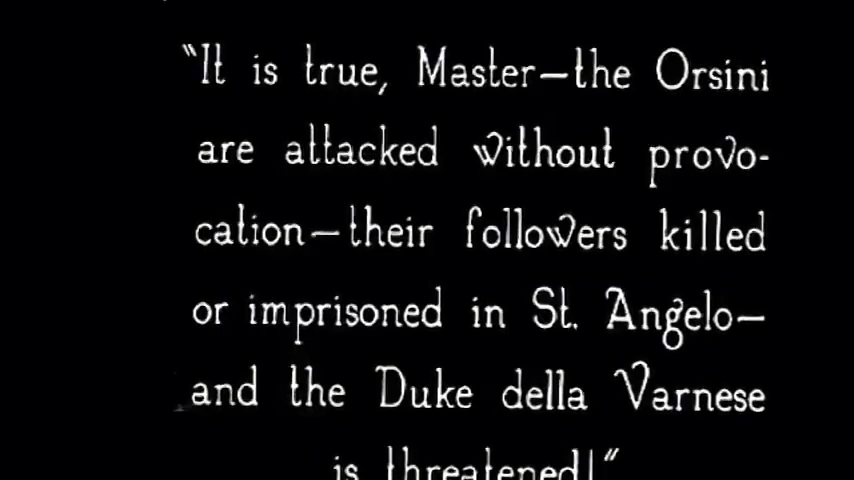 "It is true, Master—the Orsini
are attacked without provo-
cation—their followers killed
or imprisoned in St. Angelo—
and the Duke della Varnese
is threatened!"